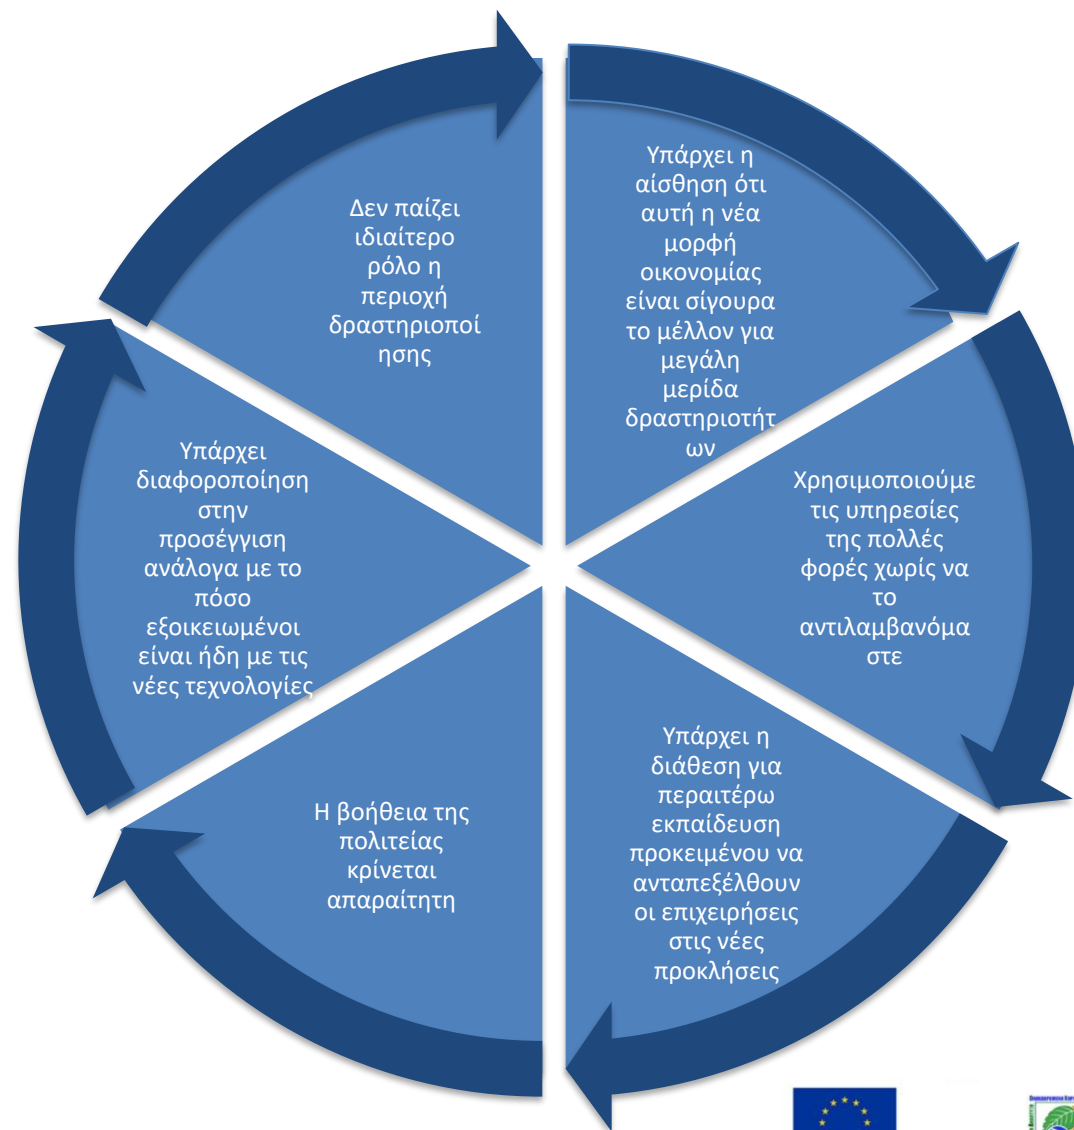 Υπάρχει η
αίσθηση ότι
αυτή η νέα
μορφή
οικονομίας
είναι σίγουρα
το μέλλον για
μεγάλη
μερίδα
δραστηριοτήτ
ων
Χρησιμοποιούμε
τις υπηρεσίες
της πολλές
φορές χωρίς να
το
αντιλαμβανόμα
στε
Υπάρχει η
διάθεση για
περαιτέρω
εκπαίδευση
προκειμένου να
ανταπεξέλθουν
οι επιχειρήσεις
στις νέες
προκλήσεις
Η βοήθεια της
πολιτείας
κρίνεται
απαραίτητη
Υπάρχει
διαφοροποίηση
στην
προσέγγιση
ανάλογα με το
πόσο
εξοικειωμένοι
είναι ήδη με τις
νέες τεχνολογίες
Δεν παίζει
ιδιαίτερο
ρόλο η
περιοχή
δραστηριοποί
ησης